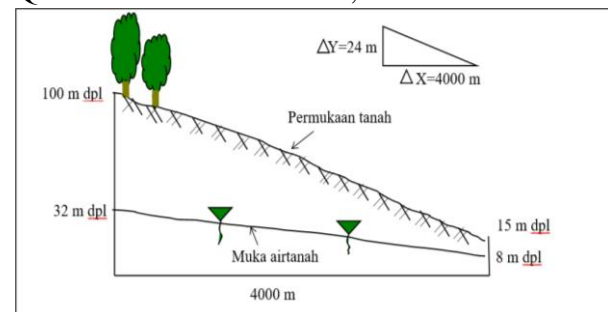 ΔY=24 m
ΔX=4000 m
100 m dpl
Permukaan tanah
32 m dpl
15 m dpl
Muka airtanah
8 m dpl
4000 m